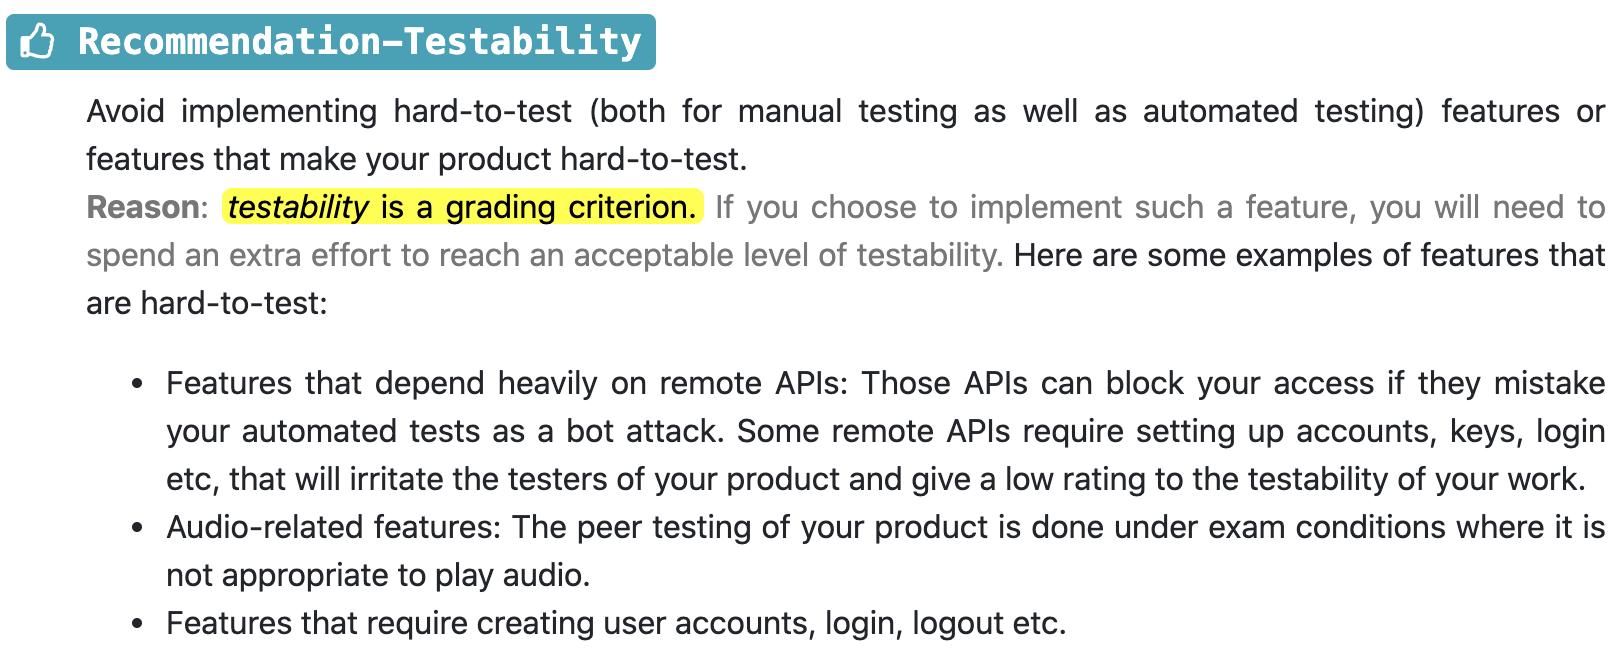 Recommendation–Testability
Avoid implementing hard-to-test (both for manual testing as well as automated testing) features or
features that make your product hard-to-test.
Reason: testability is a grading criterion. If you choose to implement such a feature, you will need to
spend an extra effort to reach an acceptable level of testability. Here are some examples of features that
are hard-to-test:
• Features that depend heavily on remote APIs: Those APIs can block your access if they mistake
your automated tests as a bot attack. Some remote APIs require setting up accounts, keys, login
etc, that will irritate the testers of your product and give a low rating to the testability of your work.
• Audio-related features: The peer testing of your product is done under exam conditions where it is
not appropriate to play audio.
• Features that require creating user accounts, login, logout etc.